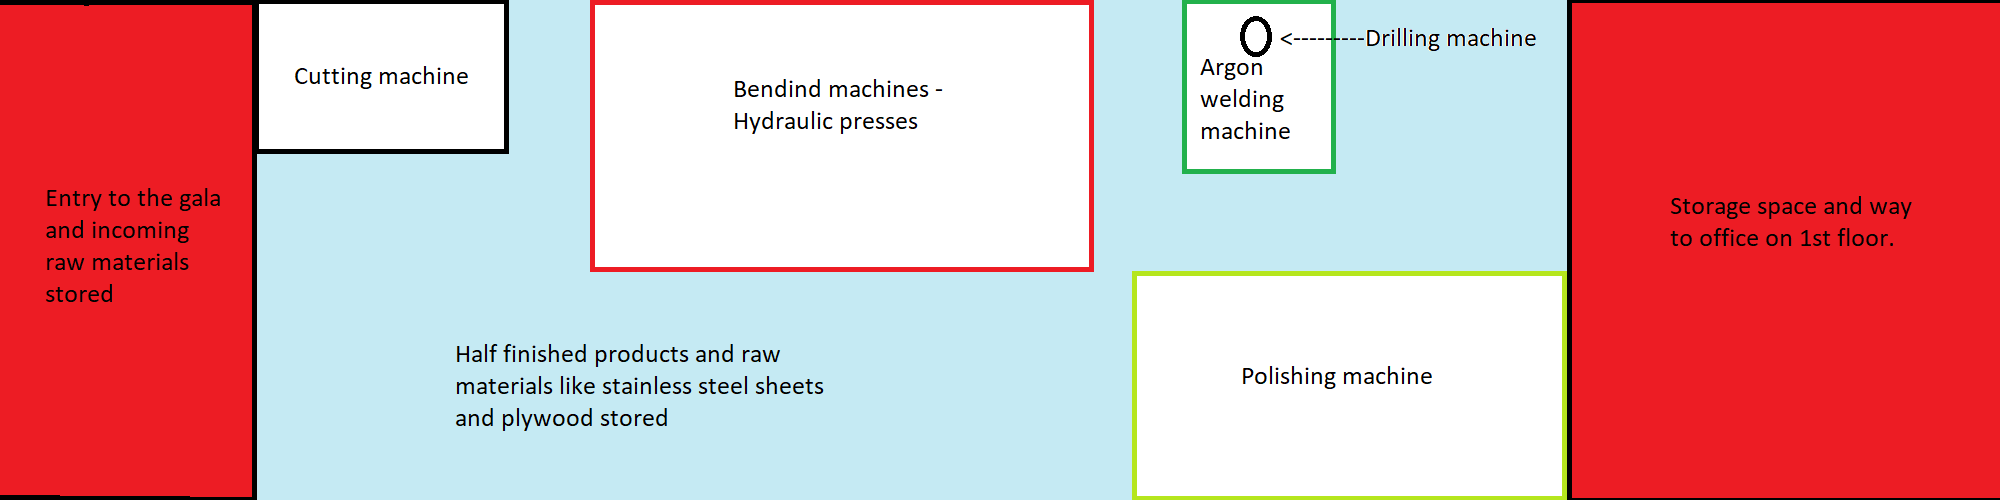 Entry to the gala
and incoming
raw materials
stored
Cutting machine
Bendind machines -
Hydraulic presses
<---------Drilling machine
Argon
welding
machine
Half finished products and raw
materials like stainless steel sheets
and plywood stored
Polishing machine
Storage space and way
to office on 1st floor.